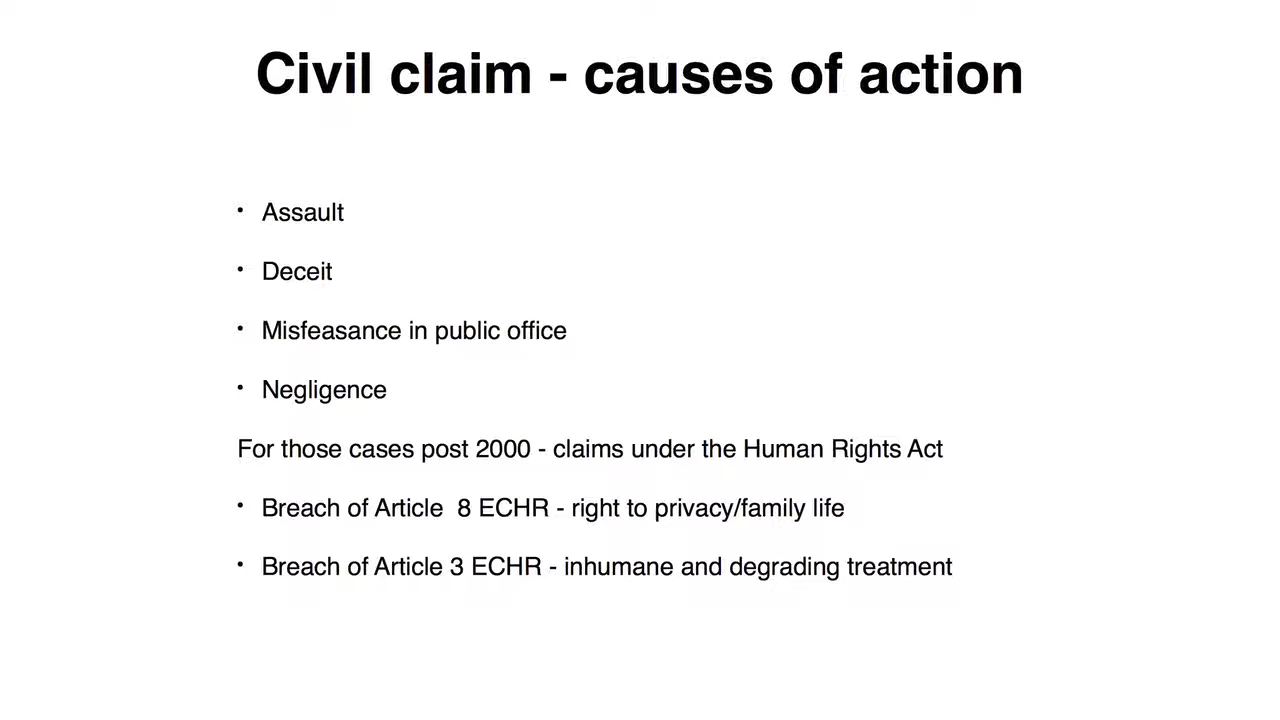 Civil claim - causes of action
• Assault
• Deceit
• Misfeasance in public office
• Negligence
For those cases post 2000 - claims under the Human Rights Act
• Breach of Article  8 ECHR - right to privacy/family life
• Breach of Article 3 ECHR - inhumane and degrading treatment